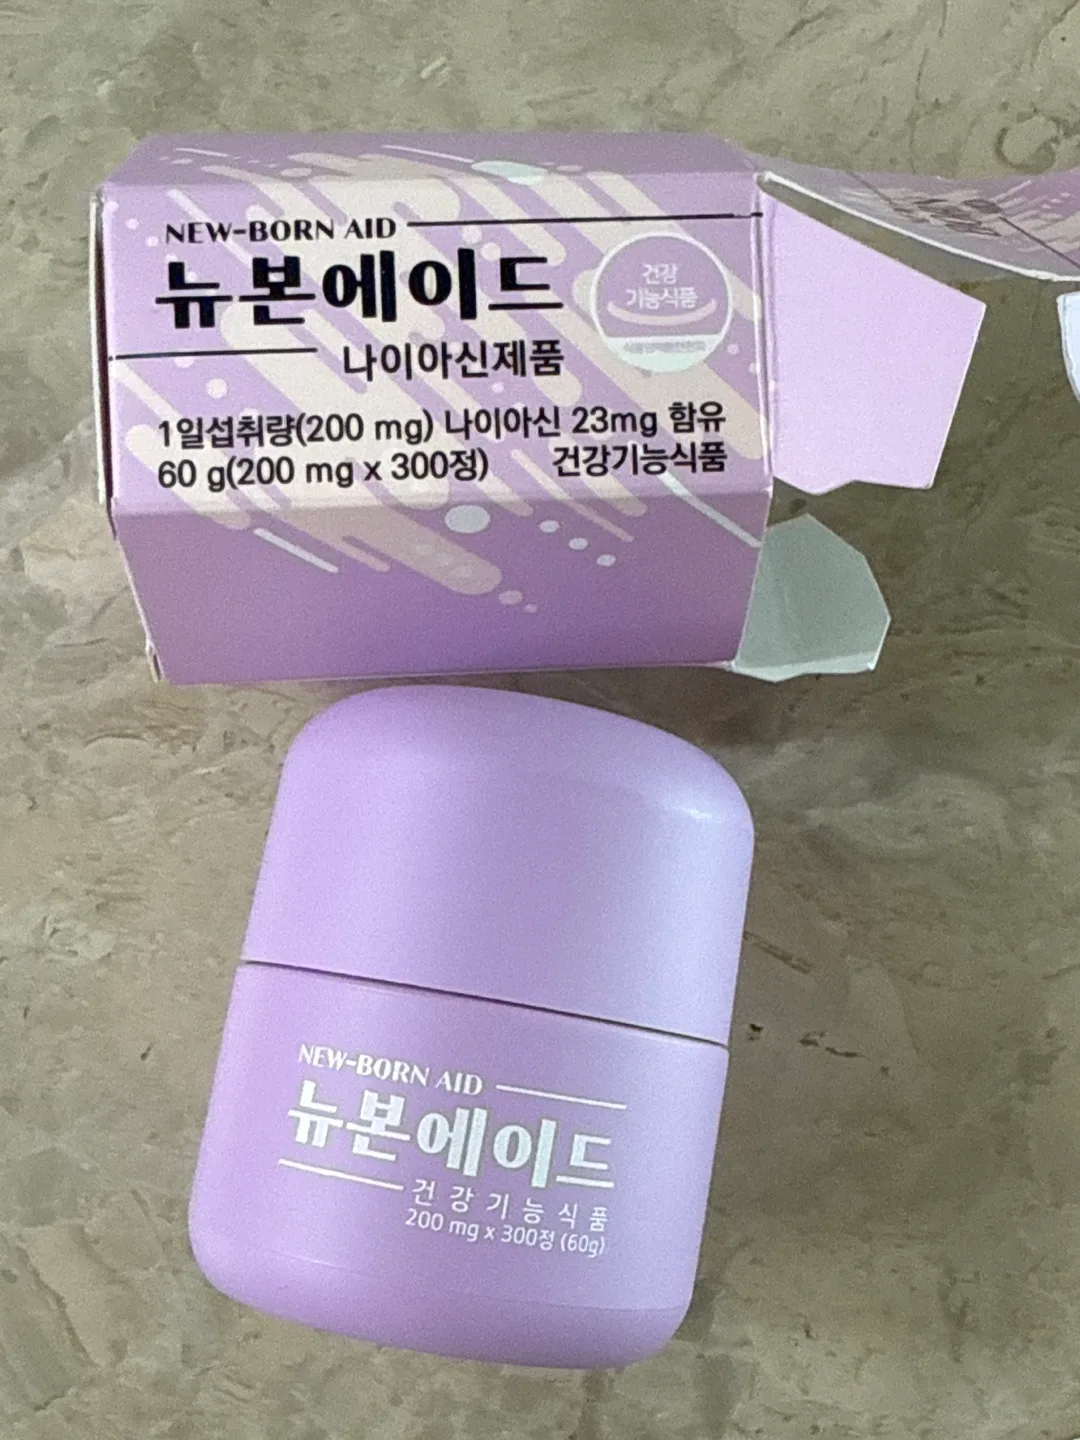 NEW-BORN AID
뉴본에이드
나이아신제품
건강
기능식품
1일섭취량(200 mg) 나이아신 23mg 함유
60 g(200 mg x 300정) 건강기능식품
NEW-BORN AID
뉴본에이드
건강기능식품
200 mg x 300정 (60g)